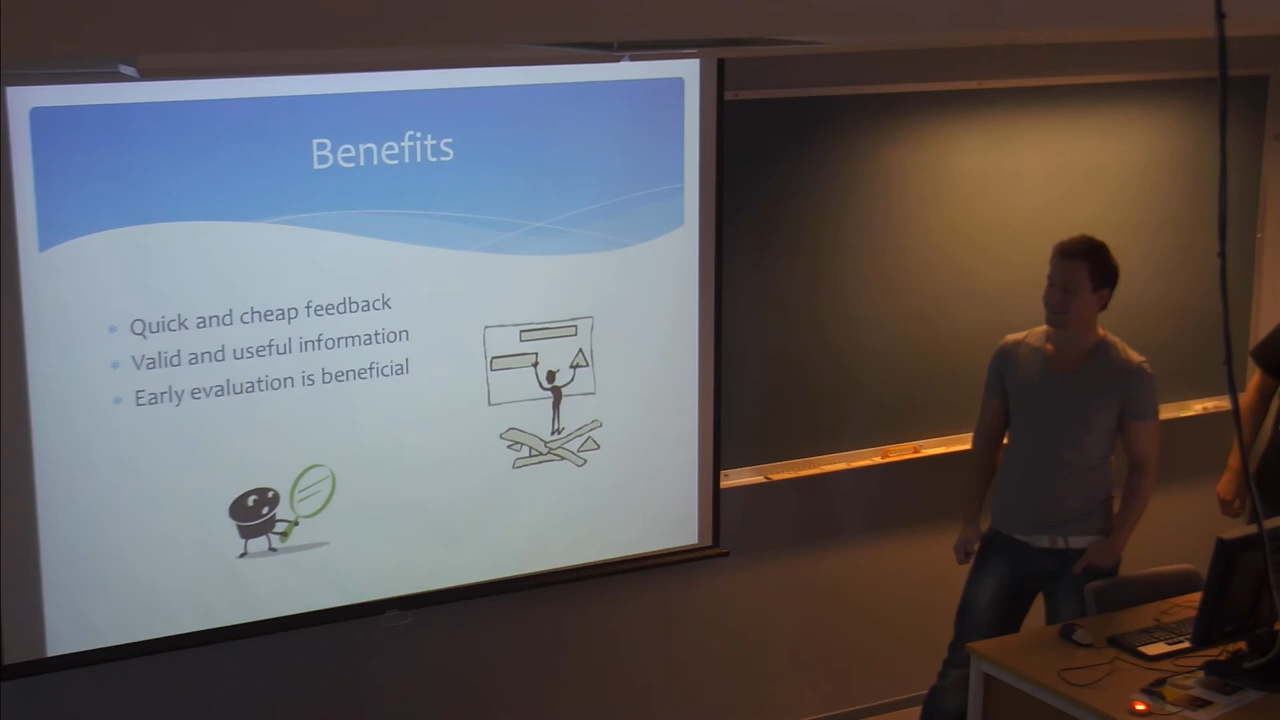 Benefits
Quick and cheap feedback
Valid and useful information
Early evaluation is beneficial